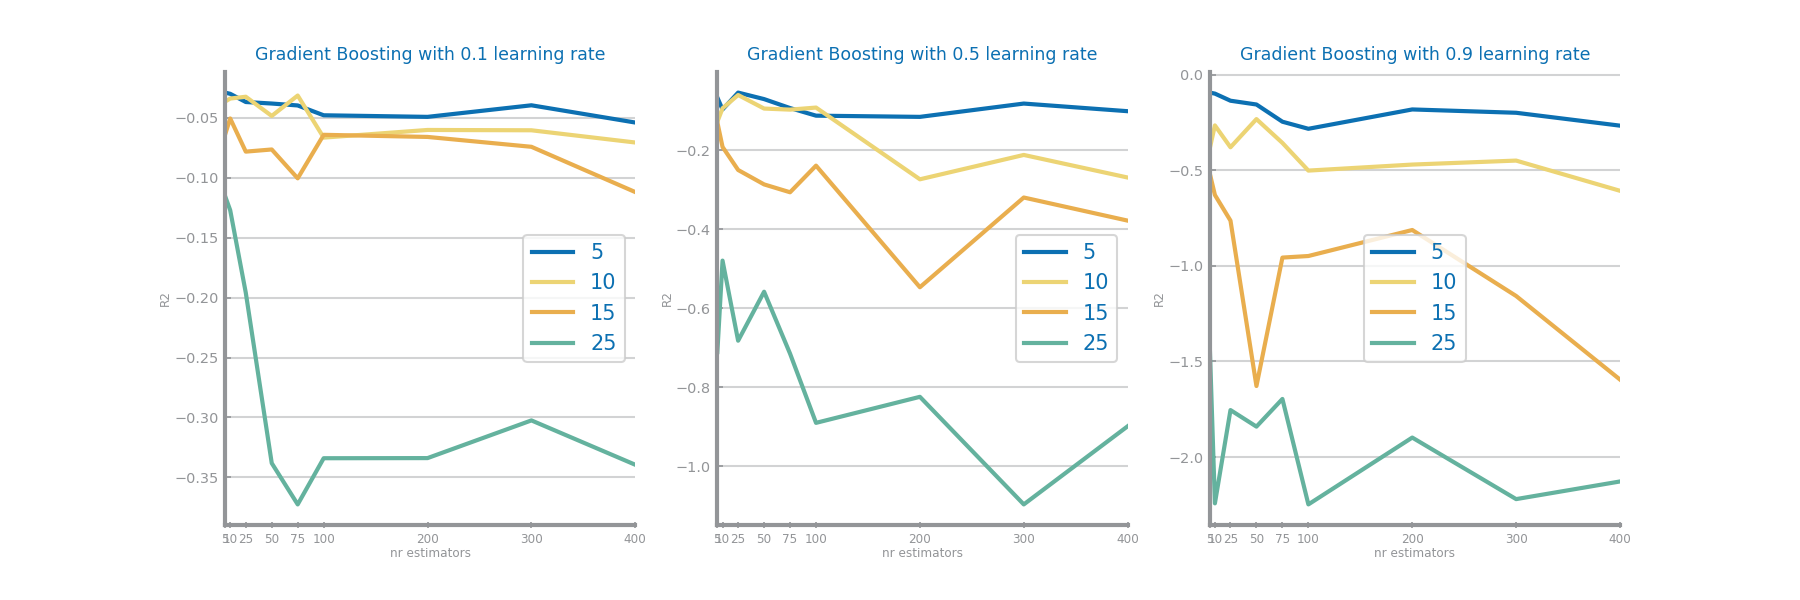 Gradient Boosting with 0.1 learning rate
R2
−0.05
−0.10
−0.15
−0.20
−0.25
−0.30
−0.35
5 10 25 50 75 100 200 300 400
nr estimators
5
10
15
25
Gradient Boosting with 0.5 learning rate
R2
−0.2
−0.4
−0.6
−0.8
−1.0
5 10 25 50 75 100 200 300 400
nr estimators
5
10
15
25
Gradient Boosting with 0.9 learning rate
R2
0.0
−0.5
−1.0
−1.5
−2.0
5 10 25 50 75 100 200 300 400
nr estimators
5
10
15
25